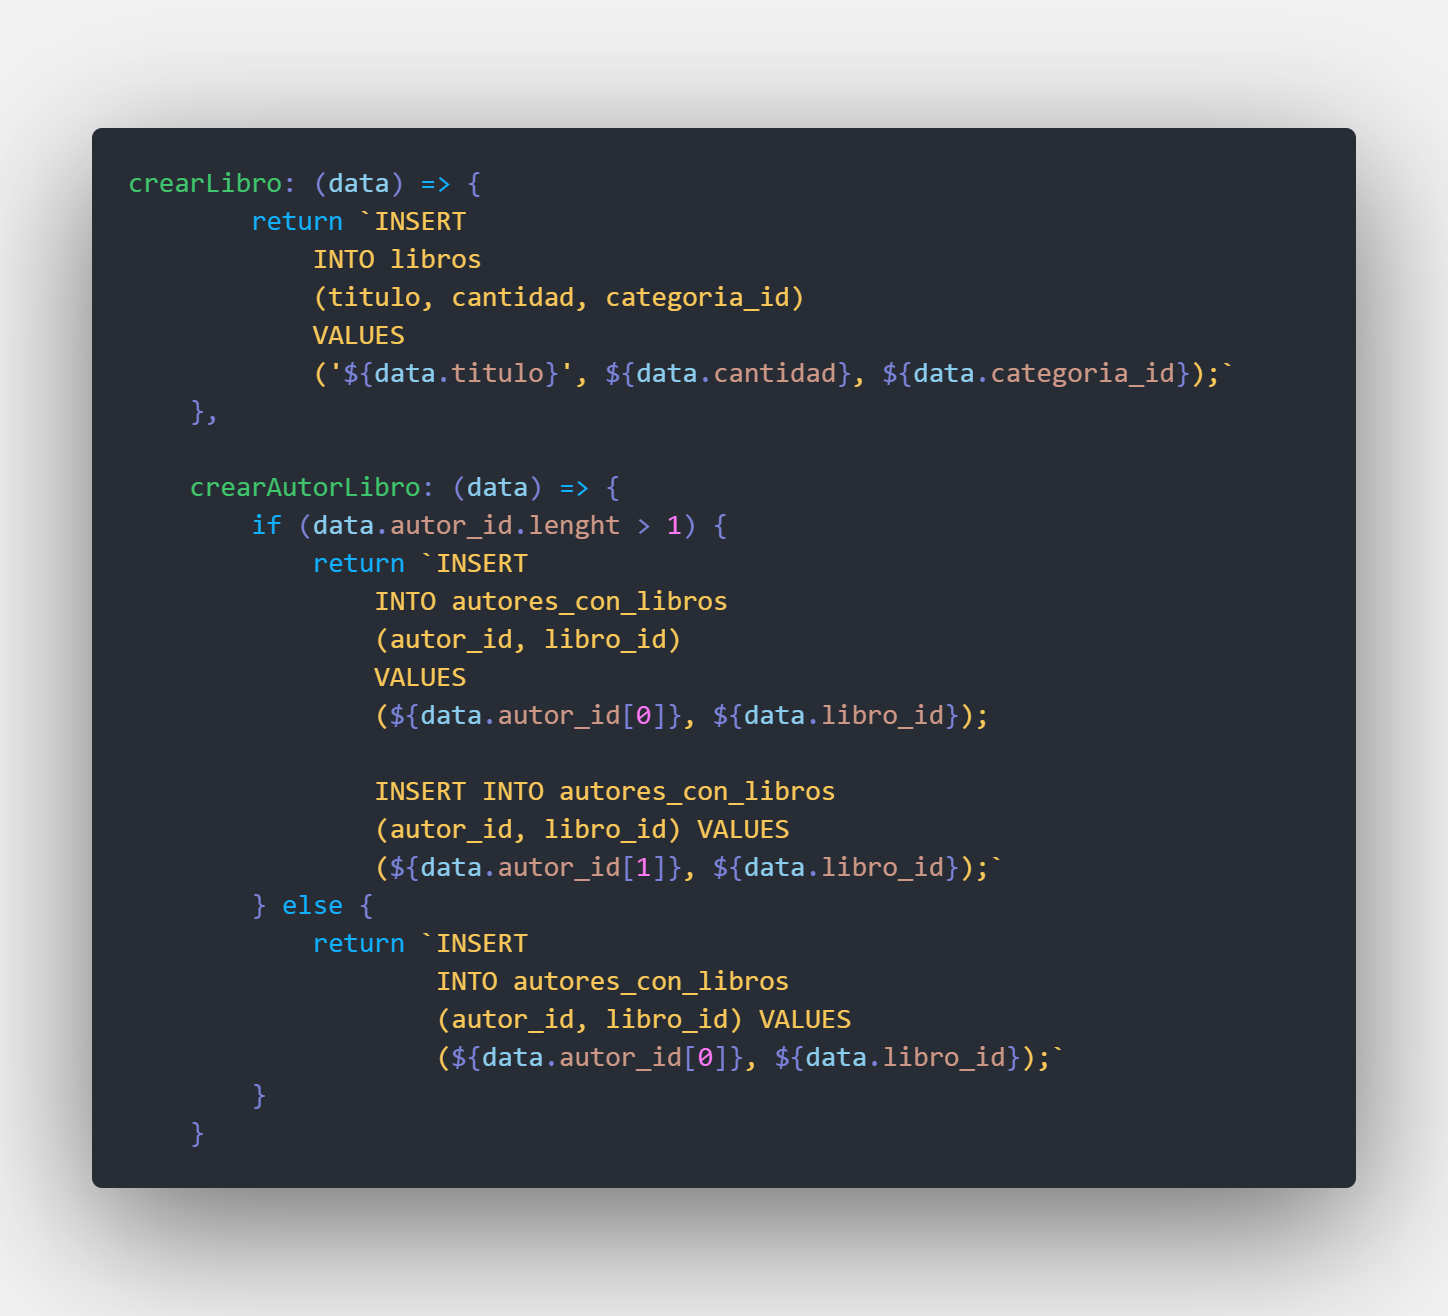 crearLibro: (data) => {
return `INSERT
INTO libros
(titulo, cantidad, categoria_id)
VALUES
('${data.titulo}', ${data.cantidad}, ${data.categoria_id});`
},
crearAutorLibro: (data) => {
if (data.autor_id.lenght > 1) {
return `INSERT
INTO autores_con_libros
(autor_id, libro_id)
VALUES
(${data.autor_id[0]}, ${data.libro_id});
INSERT INTO autores_con_libros
(autor_id, libro_id) VALUES
(${data.autor_id[1]}, ${data.libro_id});`
} else {
return `INSERT
INTO autores_con_libros
(autor_id, libro_id) VALUES
(${data.autor_id[0]}, ${data.libro_id});`
}
}